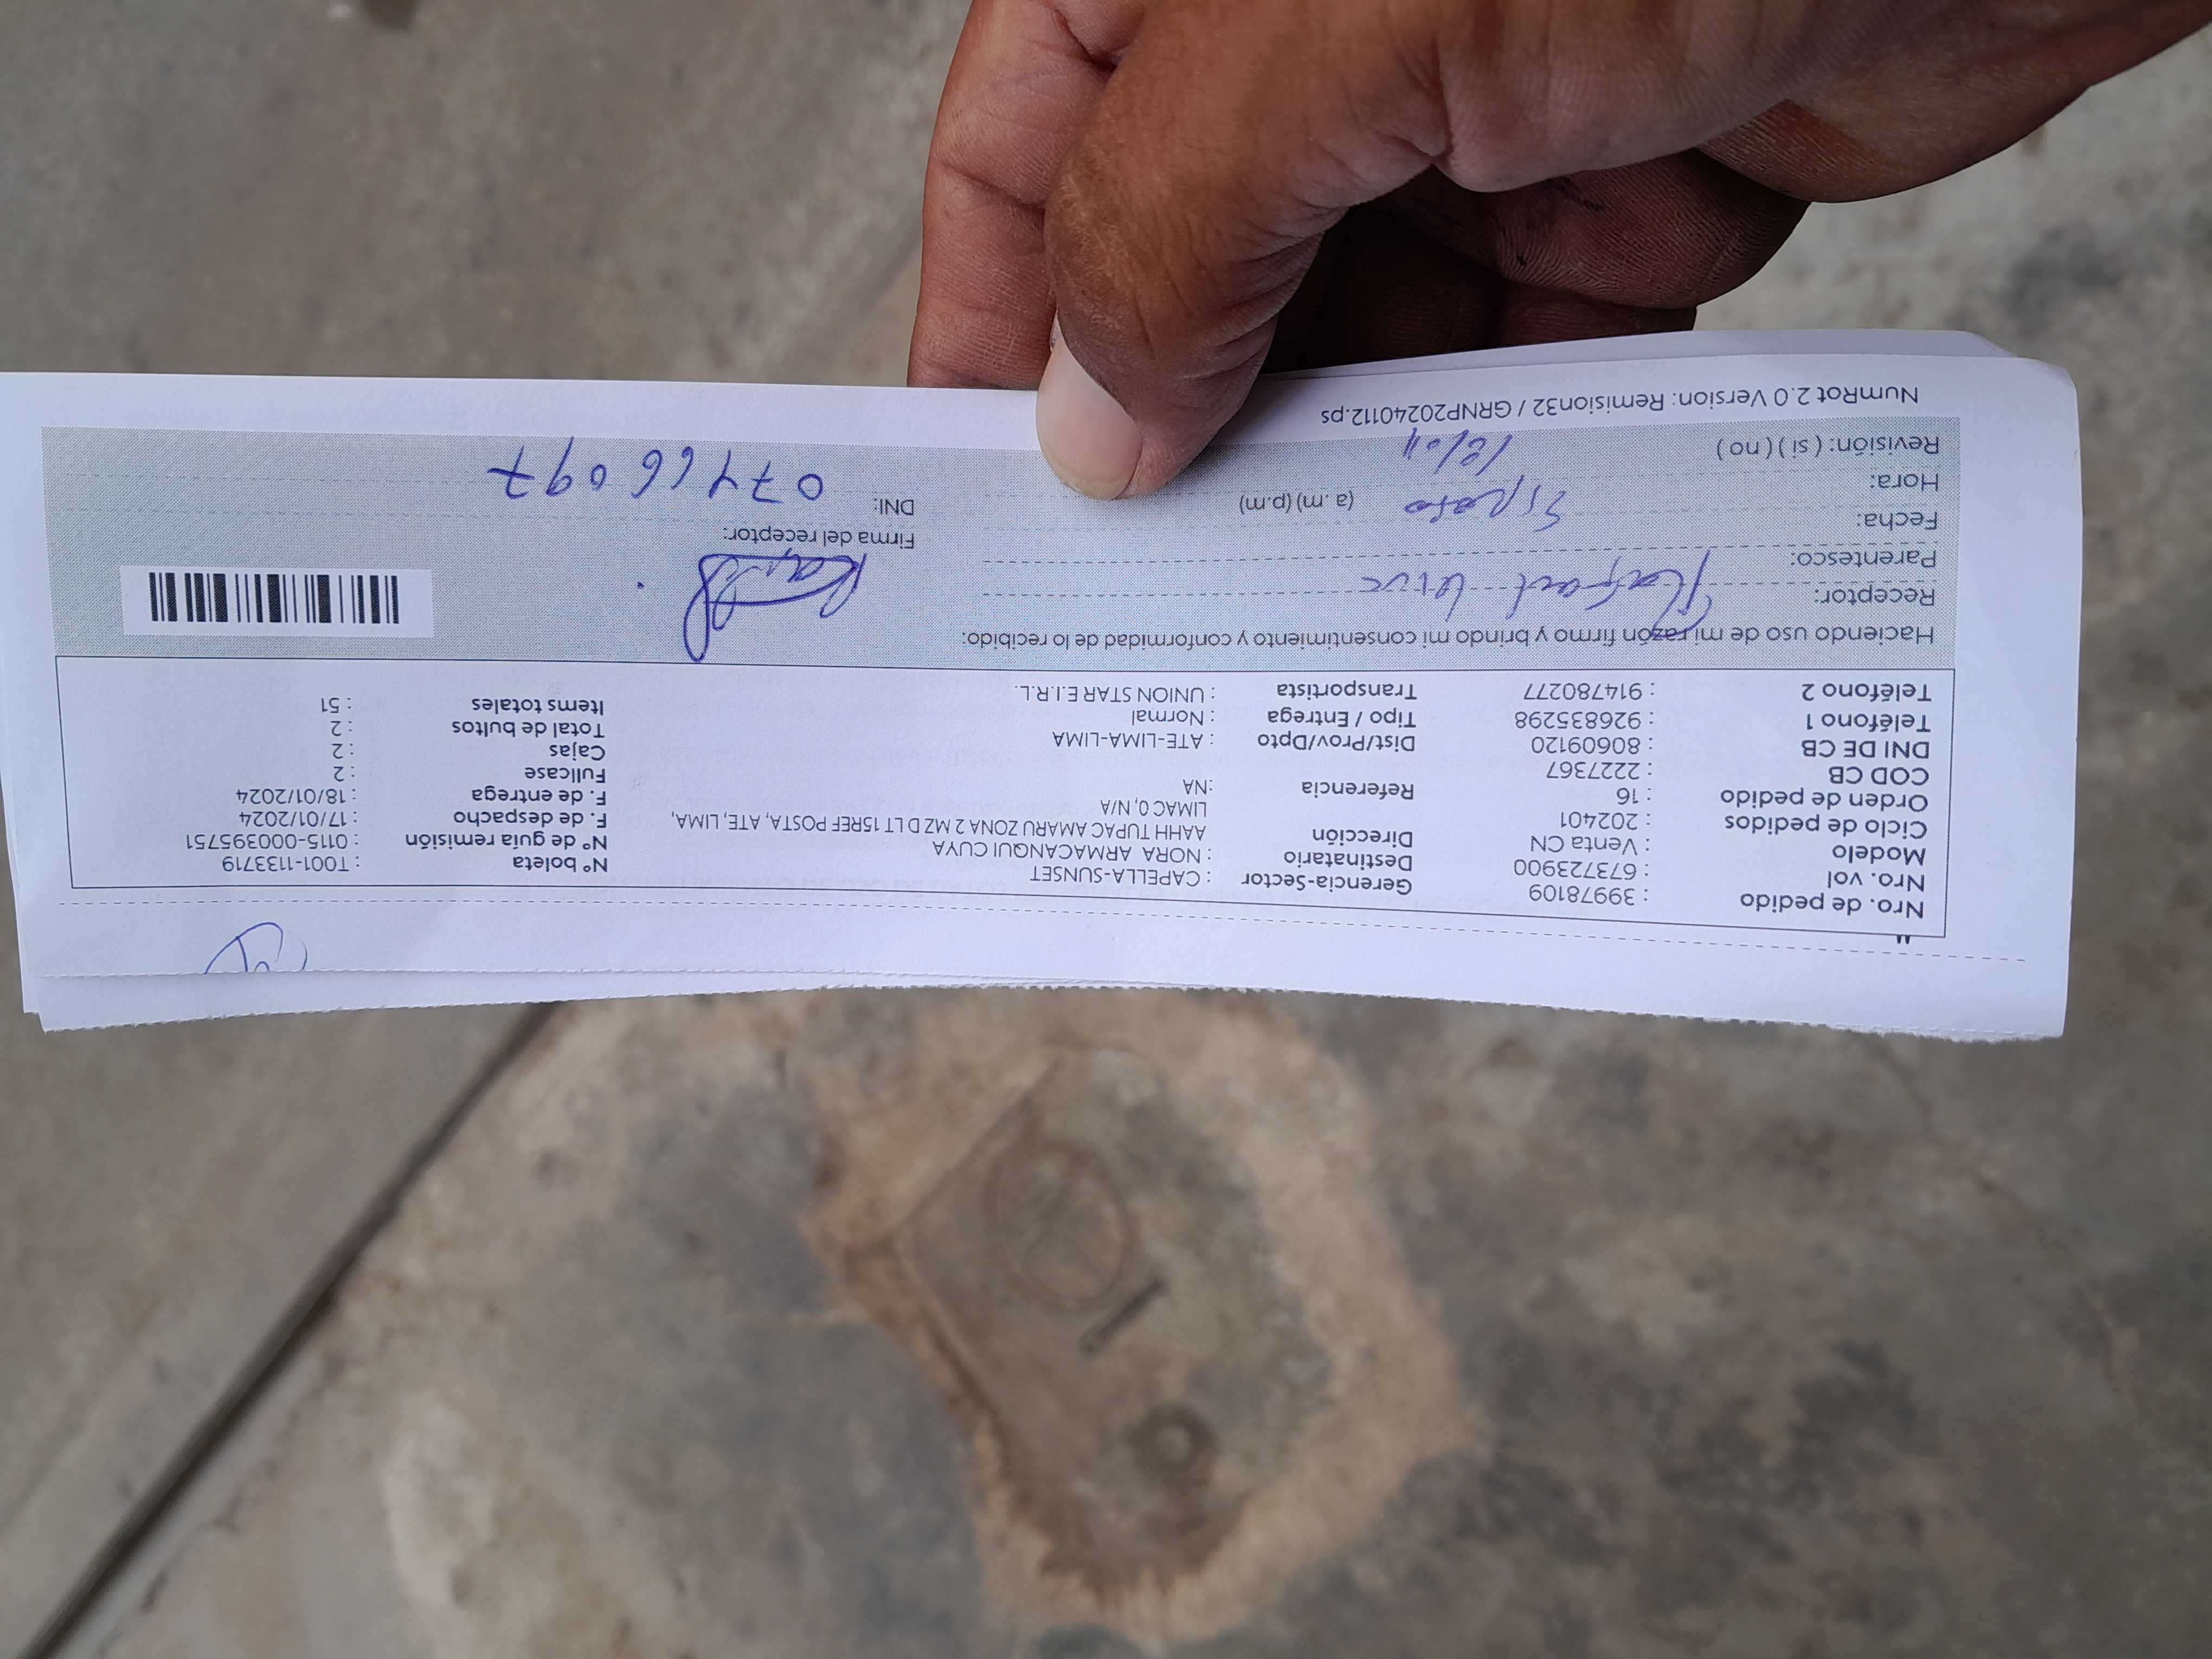 Nro. de pedido : 39978109 Gerencia-Sector : CAPELLA-SUNSET Nº boleta : T001-1133719
Nro. vol : 673723900 Destinatario : NORA ARMACANQUI CUYA Nº de guía remisión : 0115-000395751
Modelo : Venta CN Dirección AAHH TUPAC AMARU ZONA 2 MZ D LT 15REF POSTA, ATE, LIMA, F. de despacho : 17/01/2024
Ciclo de pedidos : 202401 LIMAC 0, N/A F. de entrega : 18/01/2024
Orden de pedido : 16 Referencia :NA Fullcase : 2
COD CB : 2227367 Cajas : 2
DNI DE CB : 80609120 Dist/Prov/Dpto : ATE-LIMA-LIMA Total de bultos : 2
Teléfono 1 : 926835298 Tipo / Entrega : Normal Items totales : 51
Teléfono 2 : 914780277 Transportista : UNION STAR E.I.R.L.
Haciendo uso de mi razón firmo y brindo mi consentimiento y conformidad de lo recibido:
Receptor: Rafael
Parentesco:
Firma del receptor:
Fecha:
Hora: (a. m) (p.m) DNI: 07466097
Revisión: ( si ) ( no )
NumRot 2.0 Version: Remision32 / GRNP20240112.ps